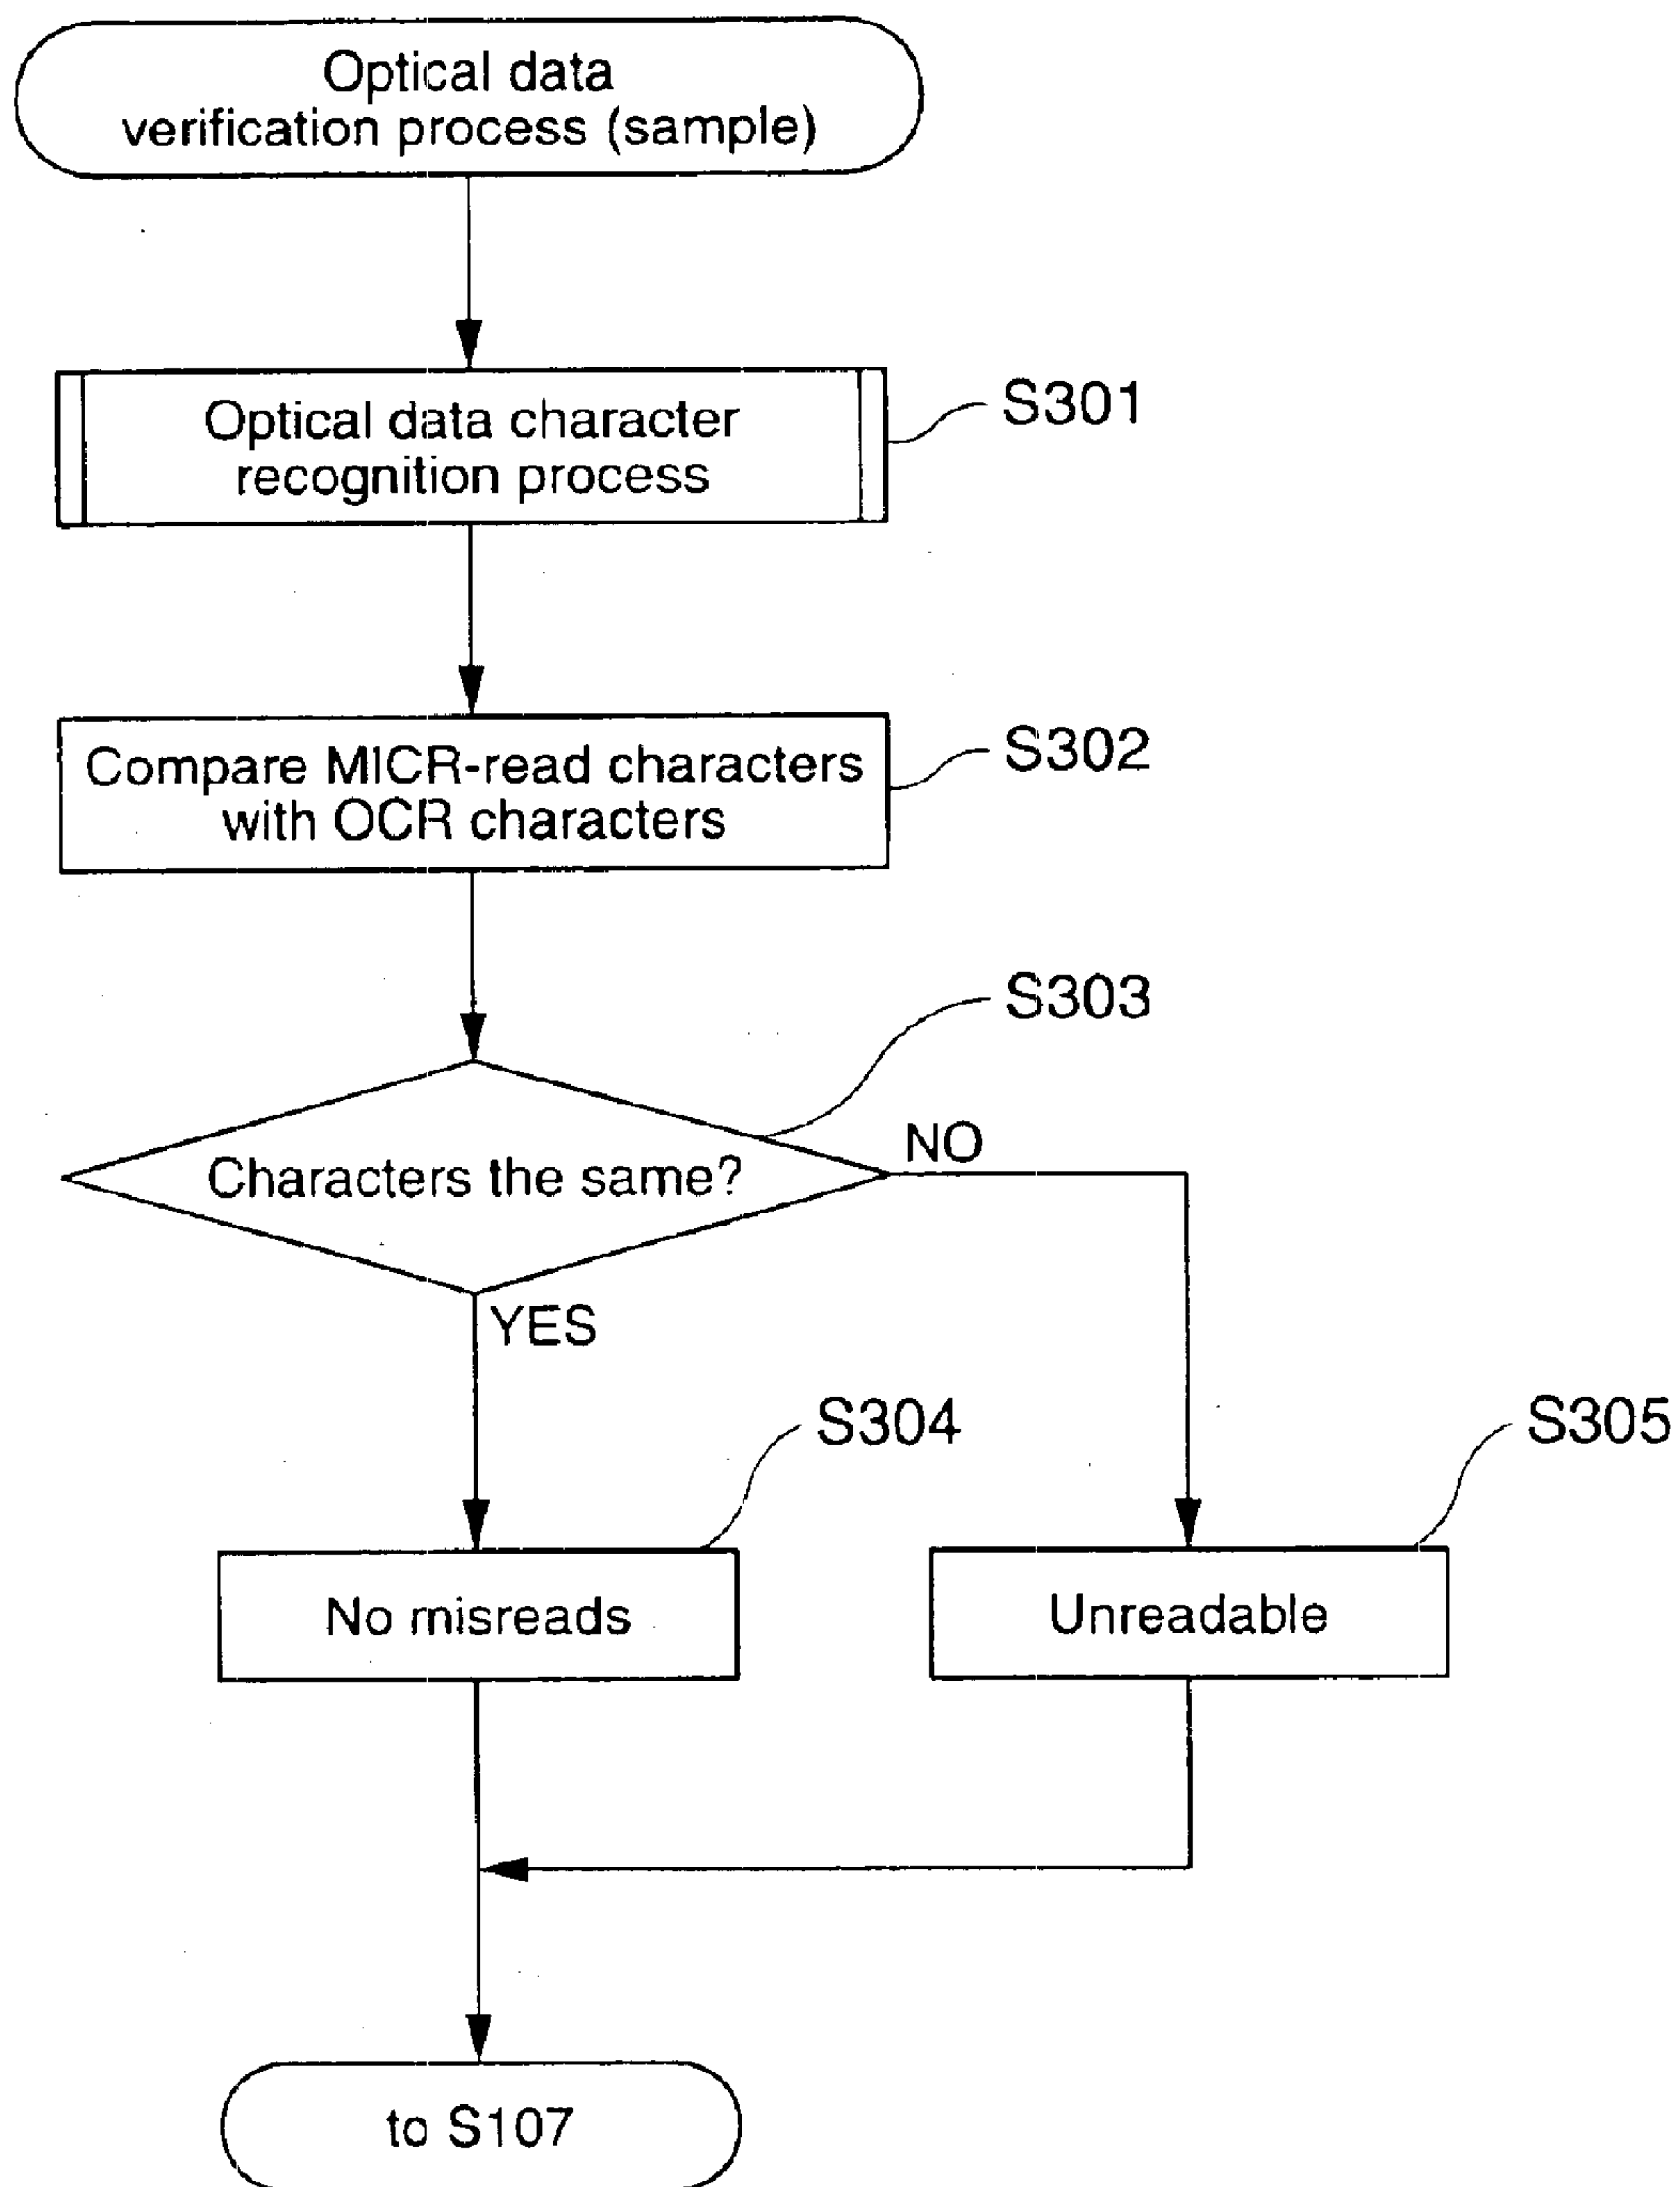 Optical data
verification process (sample)
Optical data character
recognition process
S301
Compare MICR-read characters
with OCR characters
S302
S303
Characters the same?
NO
YES
S304
S305
No misreads
Unreadable
to S107